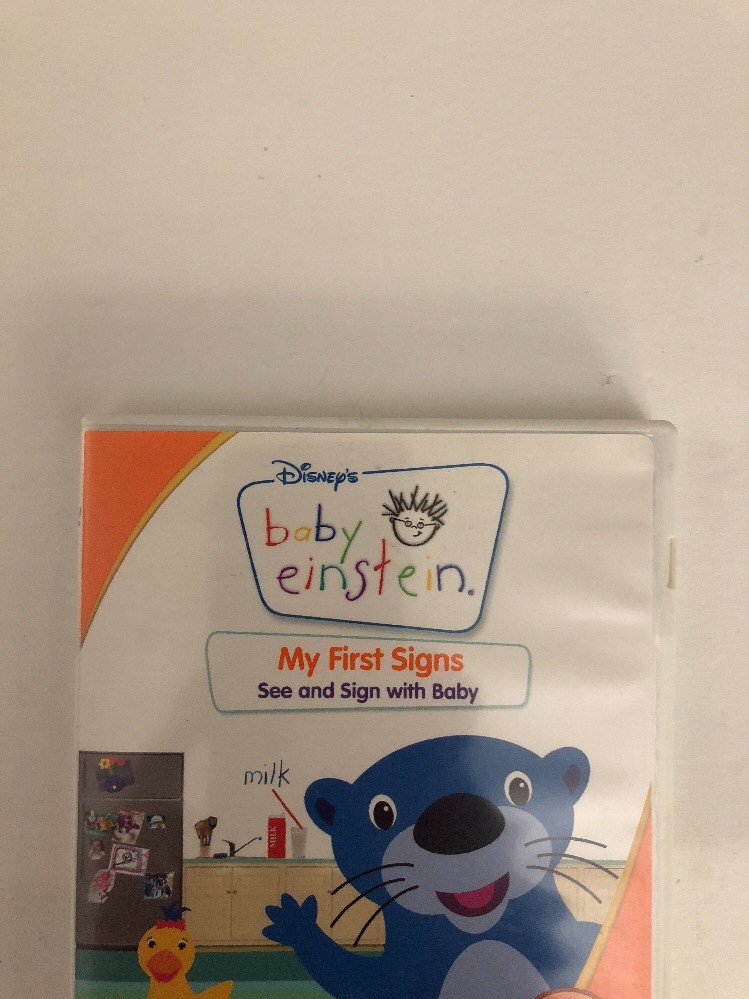 Disney's
baby
einstein.
My First Signs
See and Sign with Baby
milk
MILK